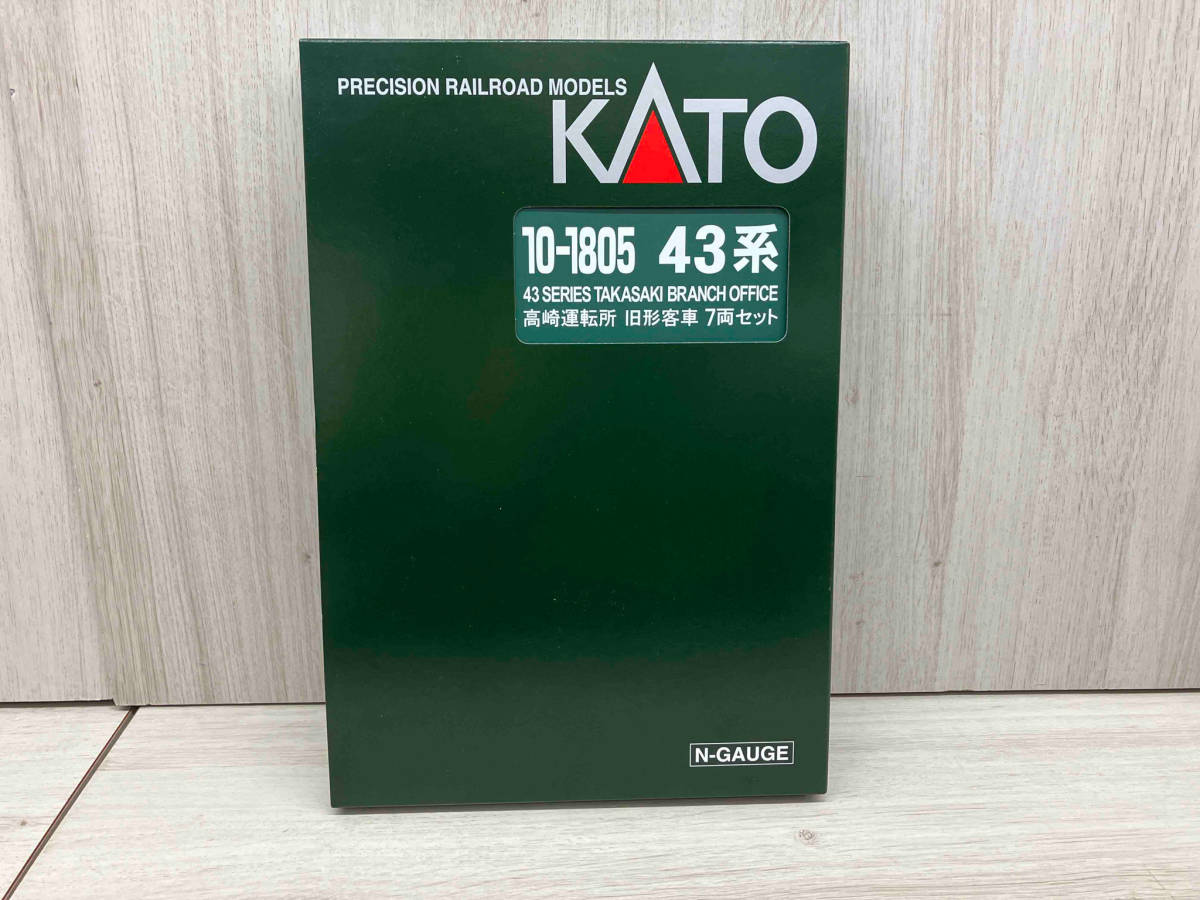 PRECISION RAILROAD MODELS
KATO
10-1805 43系
43 SERIES TAKASAKI BRANCH OFFICE
高崎運転所 旧形客車 7両セット
N-GAUGE